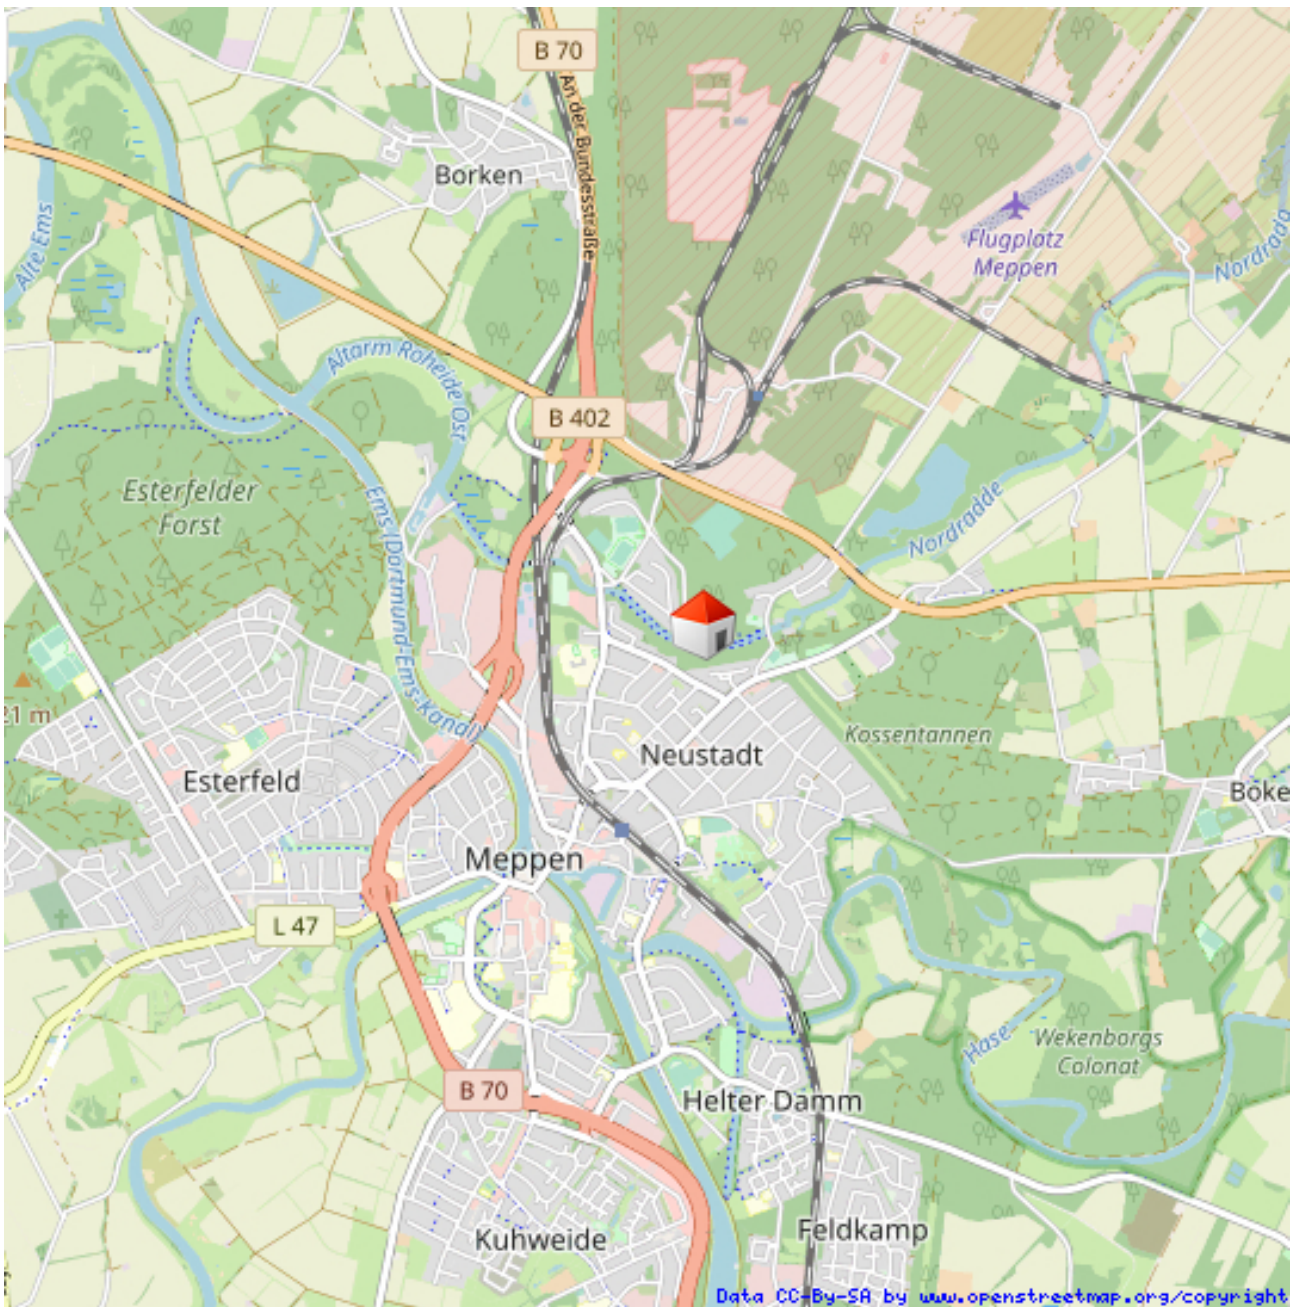 B 70
An der Bundesstraße
Borken
Alte Ems
Flugplatz
Meppen
Nordradde
Altarm Roheide Ost
B 402
Esterfelder
Forst
Ems (Dortmund-Ems-Kanal)
Nordradde
21 m
Kossentannen
Neustadt
Esterfeld
Böke
Meppen
L 47
Hase
Wekenborgs
Colonat
B 70
Helter Damm
Kuhweide
Feldkamp
Data CC-By-SA by www.openstreetmap.org/copyright